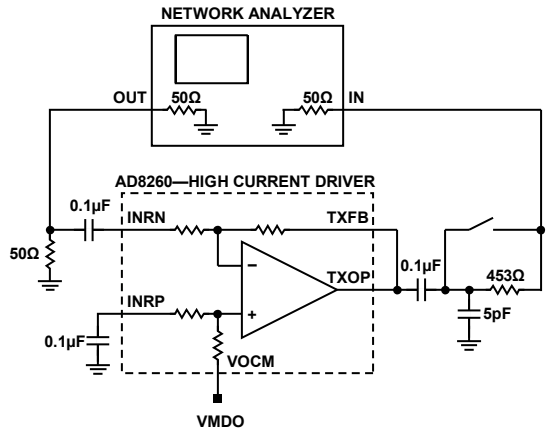 NETWORK ANALYZER
OUT
50Ω
50Ω
IN
AD8260—HIGH CURRENT DRIVER
0.1µF
INRN
TXFB
50Ω
TXOP
0.1µF
453Ω
INRP
5pF
0.1µF
VOCM
VMDO
−
+